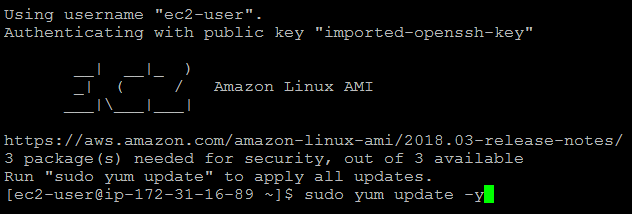 Using username "ec2-user".
Authenticating with public key "imported-openssh-key"
__|  __|_  )
_|  (     /   Amazon Linux AMI
___|\___|___|
https://aws.amazon.com/amazon-linux-ami/2018.03-release-notes/
3 package(s) needed for security, out of 3 available
Run "sudo yum update" to apply all updates.
[ec2-user@ip-172-31-16-89 ~]$ sudo yum update -y